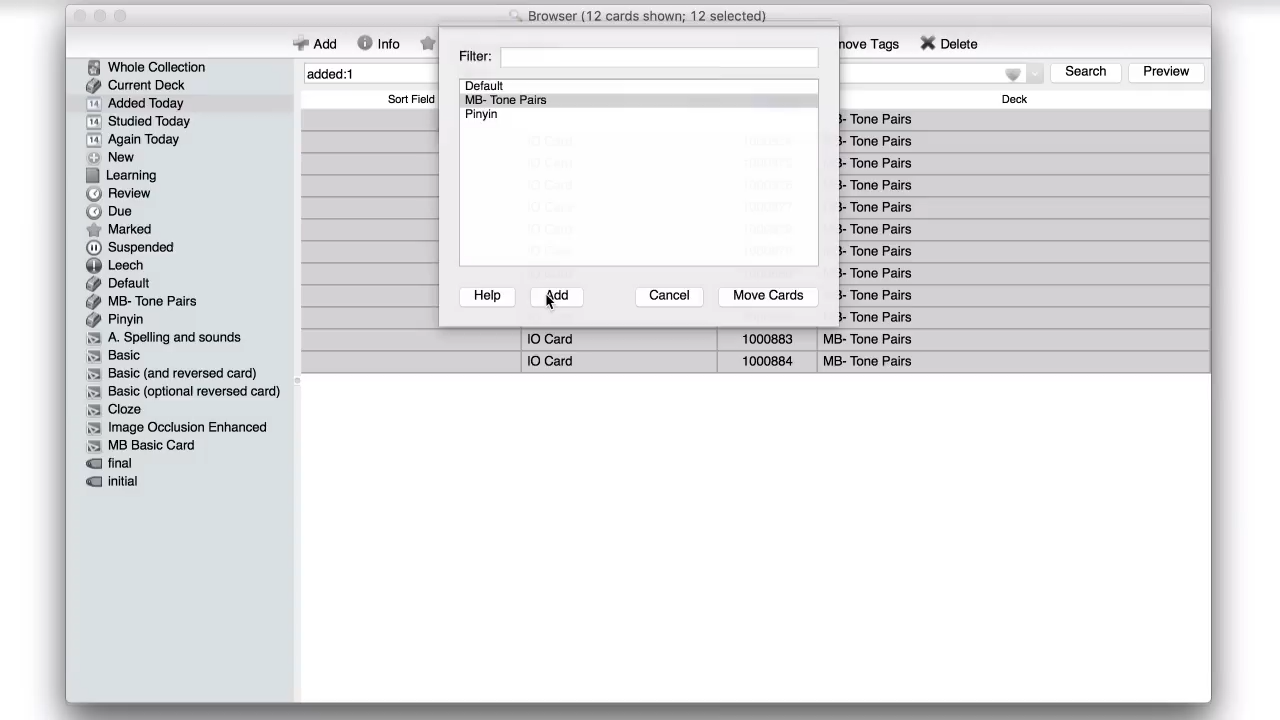 Browser (12 cards shown; 12 selected)
Add
Info
move Tags
Delete
added:1
Search
Preview
Sort Field
Deck
Whole Collection
Current Deck
Added Today
Studied Today
Again Today
New
Learning
Review
Due
Marked
Suspended
Leech
Default
MB- Tone Pairs
Pinyin
A. Spelling and sounds
Basic
Basic (and reversed card)
Basic (optional reversed card)
Cloze
Image Occlusion Enhanced
MB Basic Card
final
initial
Filter:
Default
MB- Tone Pairs
Pinyin
Help
Add
Cancel
Move Cards
B- Tone Pairs
B- Tone Pairs
B- Tone Pairs
B- Tone Pairs
B- Tone Pairs
B- Tone Pairs
B- Tone Pairs
B- Tone Pairs
B- Tone Pairs
B- Tone Pairs
IO Card 1000883 MB- Tone Pairs
IO Card 1000884 MB- Tone Pairs